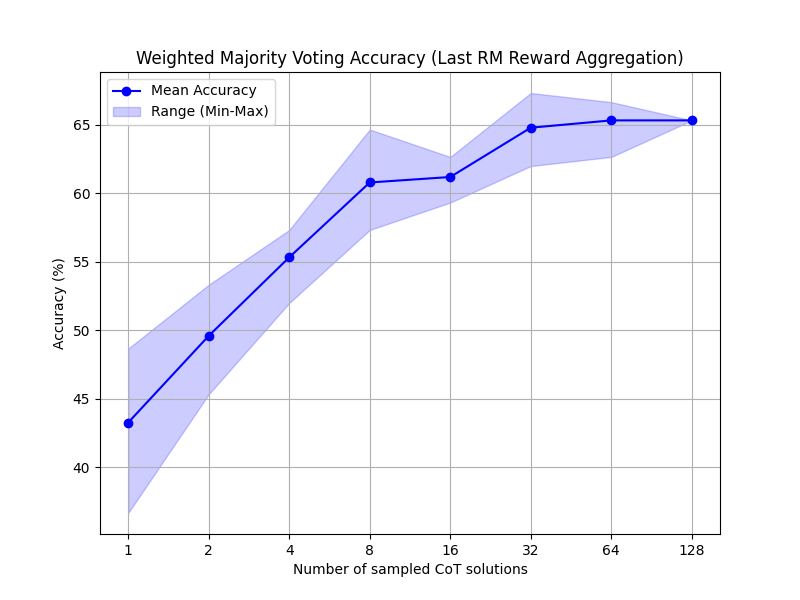 Weighted Majority Voting Accuracy (Last RM Reward Aggregation)
Mean Accuracy
Range (Min-Max)
Accuracy (%)
65
60
55
50
45
40
1 2 4 8 16 32 64 128
Number of sampled CoT solutions